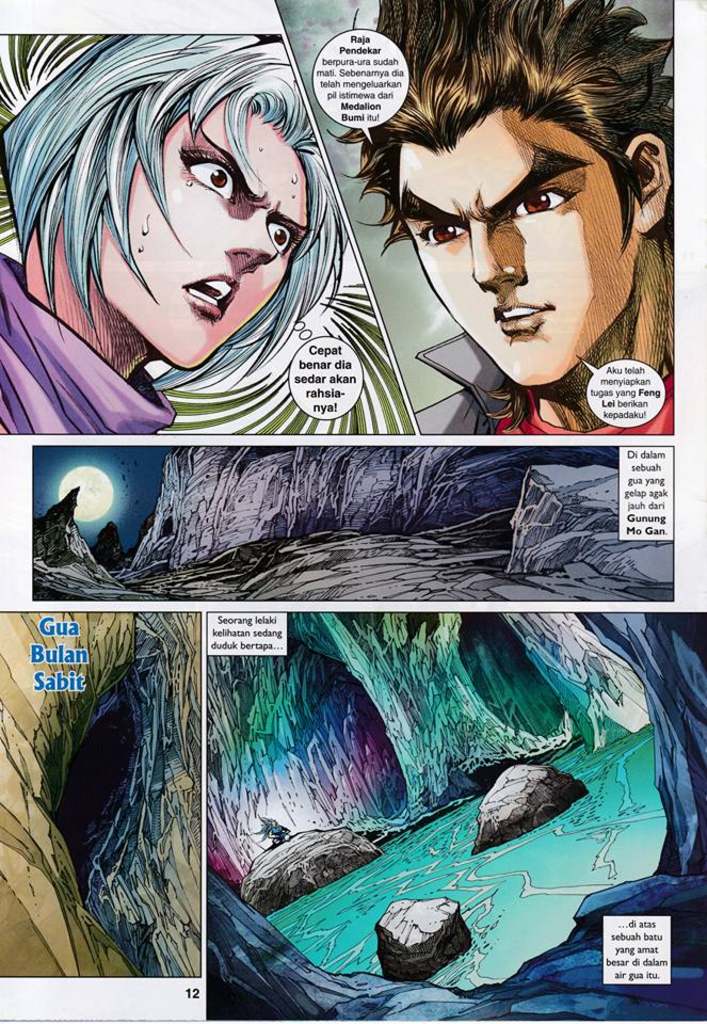 Raja
Pendekar
berpura-ura sudah
mati. Sebenarnya dia
telah mengeluarkan
pil istimewa dari
Medalion
Bumi itu!
Cepat
benar dia
sedar akan
rahsia-
nya!
Aku telah
menyiapkan
tugas yang Feng
Lei berikan
kepadaku!
Di dalam
sebuah
gua yang
gelap agak
jauh dari
Gunung
Mo Gan.
Gua
Bulan
Sabit
Seorang lelaki
kelihatan sedang
duduk bertapa...
...di atas
sebuah batu
yang amat
besar di dalam
air gua itu.
12